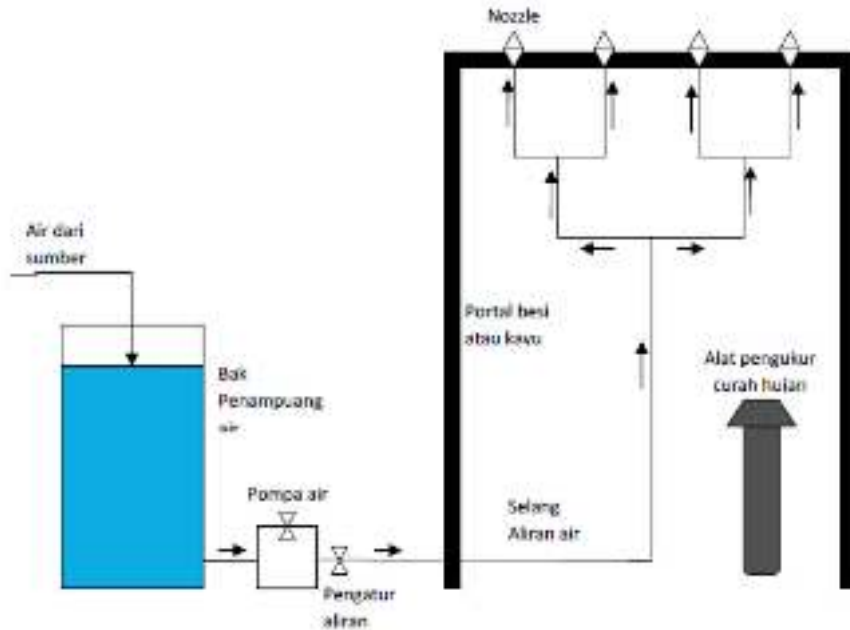 Nozzle
Air dari
sumber
Portal besi
atau kayu
Alat pengukur
curah hujan
Bak
Penampuang
air
Pompa air
Selang
Aliran air
Pengatur
aliran